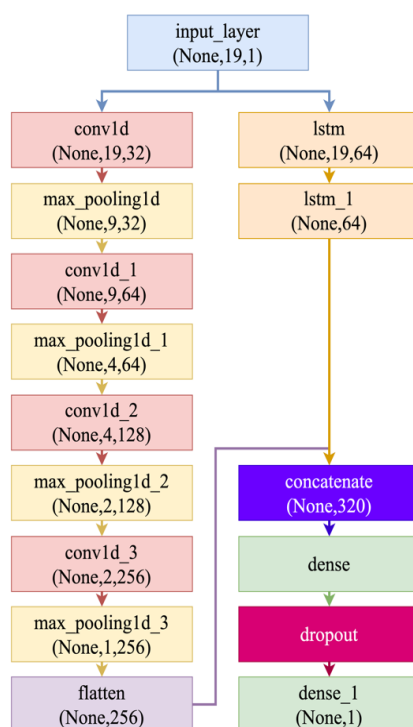 input_layer
(None,19,1)
conv1d
(None,19,32)
max_pooling1d
(None,9,32)
conv1d_1
(None,9,64)
max_pooling1d_1
(None,4,64)
conv1d_2
(None,4,128)
max_pooling1d_2
(None,2,128)
conv1d_3
(None,2,256)
max_pooling1d_3
(None,1,256)
flatten
(None,256)
lstm
(None,19,64)
lstm_1
(None,64)
concatenate
(None,320)
dense
dropout
dense_1
(None,1)